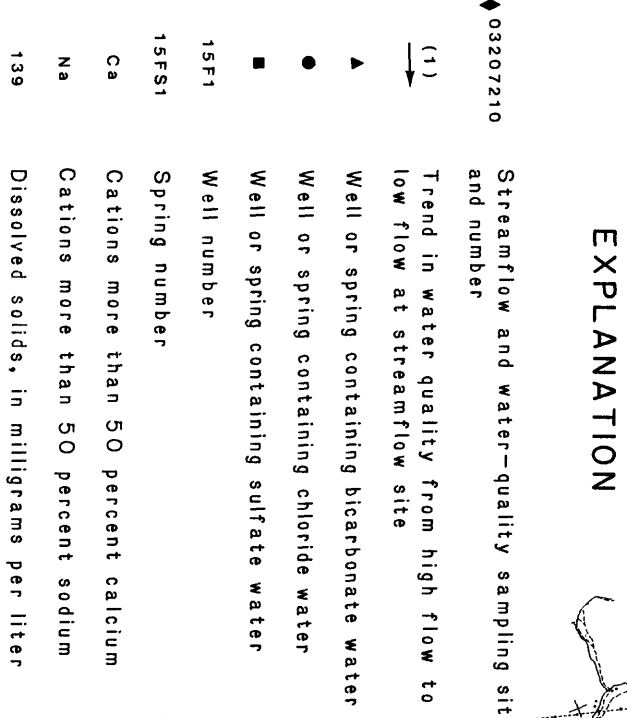 EXPLANATION
03207210 Streamflow and water-quality sampling sit
and number
(1) Trend in water quality from high flow to
low flow at streamflow site
Well or spring containing bicarbonate water
Well or spring containing chloride water
Well or spring containing sulfate water
15F1 Well number
15FS1 Spring number
Ca Cations more than 50 percent calcium
Na Cations more than 50 percent sodium
139 Dissolved solids, in milligrams per liter